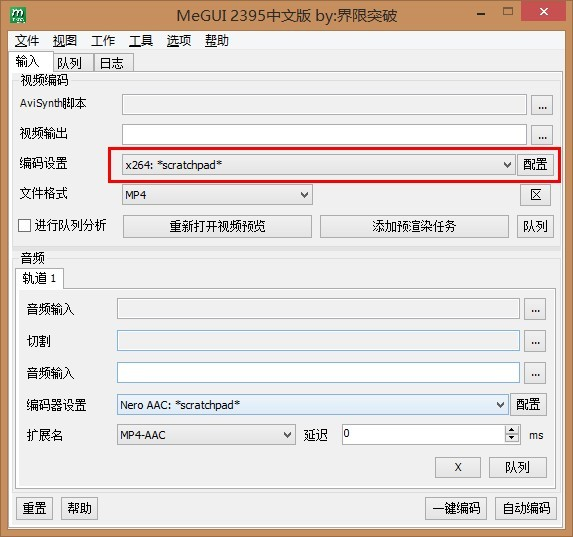 MeGUI 2395中文版 by:界限突破
文件 视图 工作 工具 选项 帮助
输入 队列 日志
视频编码
AviSynth脚本 ...
视频输出 ...
编码设置 x264: *scratchpad* 配置
文件格式 MP4 区
进行队列分析 重新打开视频预览 添加预渲染任务 队列
音频
轨道 1
音频输入 ...
切割 ...
音频输入 ...
编码器设置 Nero AAC: *scratchpad* 配置
扩展名 MP4-AAC 延迟 0 ms
X 队列
重置 帮助 一键编码 自动编码